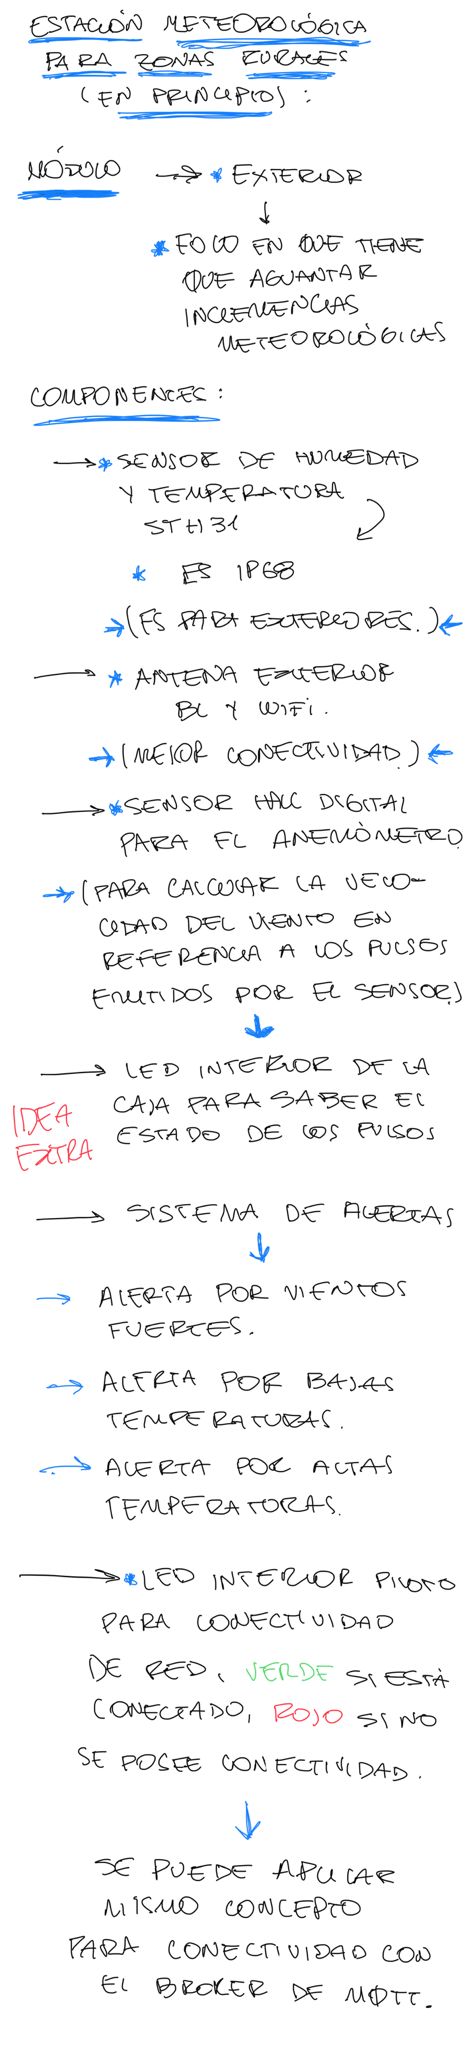 ESTACIÓN METEOROLÓGICA
PARA ZONAS RURALES
(EN PRINCIPIO):
MÓDULO → * EXTERIOR
↓
* FOCO EN QUE TIENE
QUE AGUANTAR
INCLEMENCIAS
METEOROLÓGICAS
COMPONENTES:
→ * SENSOR DE HUMEDAD
Y TEMPERATURA
STH31
* ES IP68
→ (ES PARA EXTERIORES.) ←
→ * ANTENA EXTERIOR
BL Y WIFI.
→ (MEJOR CONECTIVIDAD.) ←
→ * SENSOR HALL DIGITAL
PARA EL ANEMÓMETRO.
→ (PARA CALCULAR LA VELO-
CIDAD DEL VIENTO EN
REFERENCIA A LOS PULSOS
EMITIDOS POR EL SENSOR.)
↓
→ LED INTERIOR DE LA
CAJA PARA SABER EL
ESTADO DE LOS PULSOS
IDEA
EXTRA
→ SISTEMA DE ALERTAS
↓
→ ALERTA POR VIENTOS
FUERTES.
→ ALERTA POR BAJAS
TEMPERATURAS.
→ ALERTA POR ALTAS
TEMPERATURAS.
→ * LED INTERIOR PILOTO
PARA CONECTIVIDAD
DE RED, VERDE SI ESTÁ
CONECTADO, ROJO SI NO
SE POSEE CONECTIVIDAD.
↓
SE PUEDE APLICAR
MISMO CONCEPTO
PARA CONECTIVIDAD CON
EL BROKER DE MQTT.